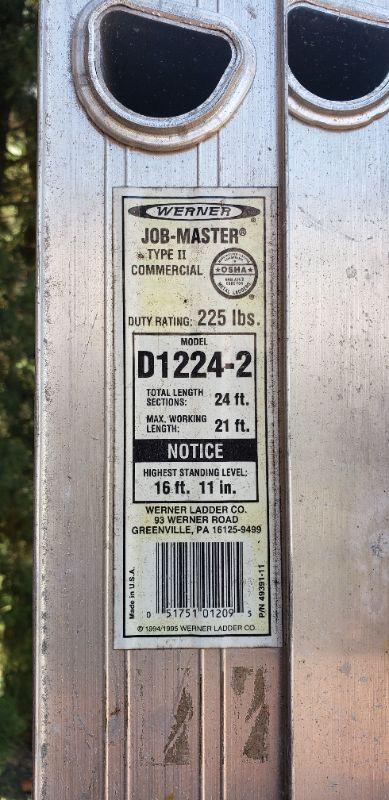 WERNER
JOB-MASTER®
TYPE II
COMMERCIAL
OSHA
METAL LADDERS
DUTY RATING: 225 lbs.
MODEL
D1224-2
TOTAL LENGTH
SECTIONS: 24 ft.
MAX. WORKING
LENGTH: 21 ft.
NOTICE
HIGHEST STANDING LEVEL:
16 ft. 11 in.
WERNER LADDER CO.
93 WERNER ROAD
GREENVILLE, PA 16125-9499
Made in U.S.A.
P/N 49391-11
0 51751 01209 5
© 1994/1995 WERNER LADDER CO.